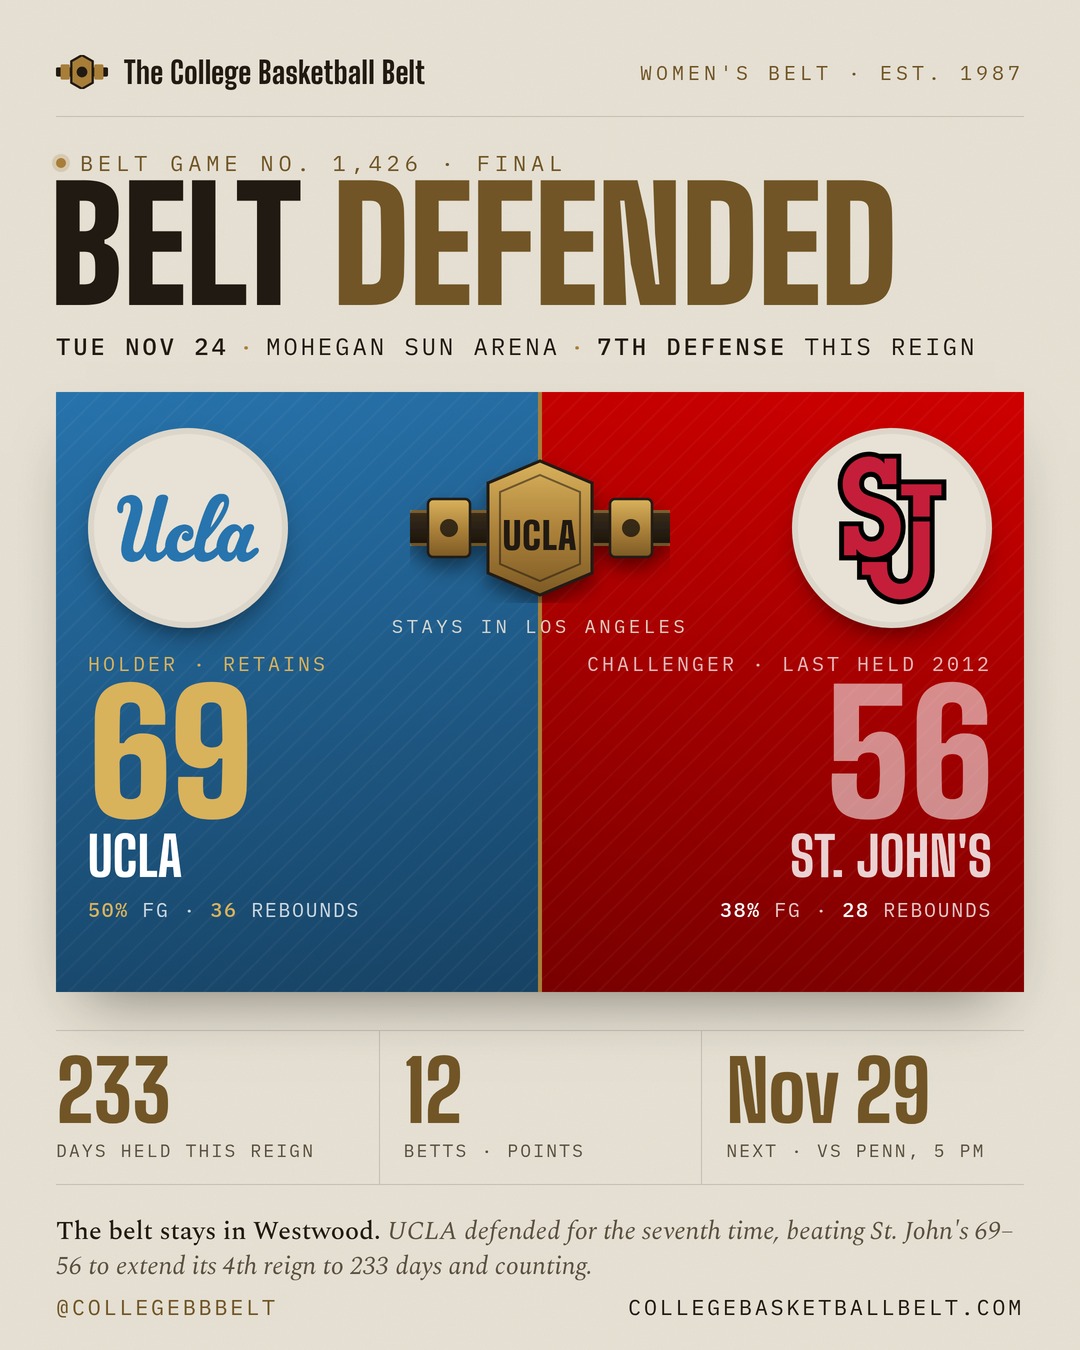 The College Basketball Belt
WOMEN'S BELT · EST. 1987
BELT GAME NO. 1,426 · FINAL
BELT DEFENDED
TUE NOV 24 · MOHEGAN SUN ARENA · 7TH DEFENSE THIS REIGN
Ucla
UCLA
SJ
STAYS IN LOS ANGELES
HOLDER · RETAINS
69
UCLA
50% FG · 36 REBOUNDS
CHALLENGER · LAST HELD 2012
56
ST. JOHN'S
38% FG · 28 REBOUNDS
233
DAYS HELD THIS REIGN
12
BETTS · POINTS
Nov 29
NEXT · VS PENN, 5 PM
The belt stays in Westwood. UCLA defended for the seventh time, beating St. John's 69–
56 to extend its 4th reign to 233 days and counting.
@COLLEGEBBBELT
COLLEGEBASKETBALLBELT.COM